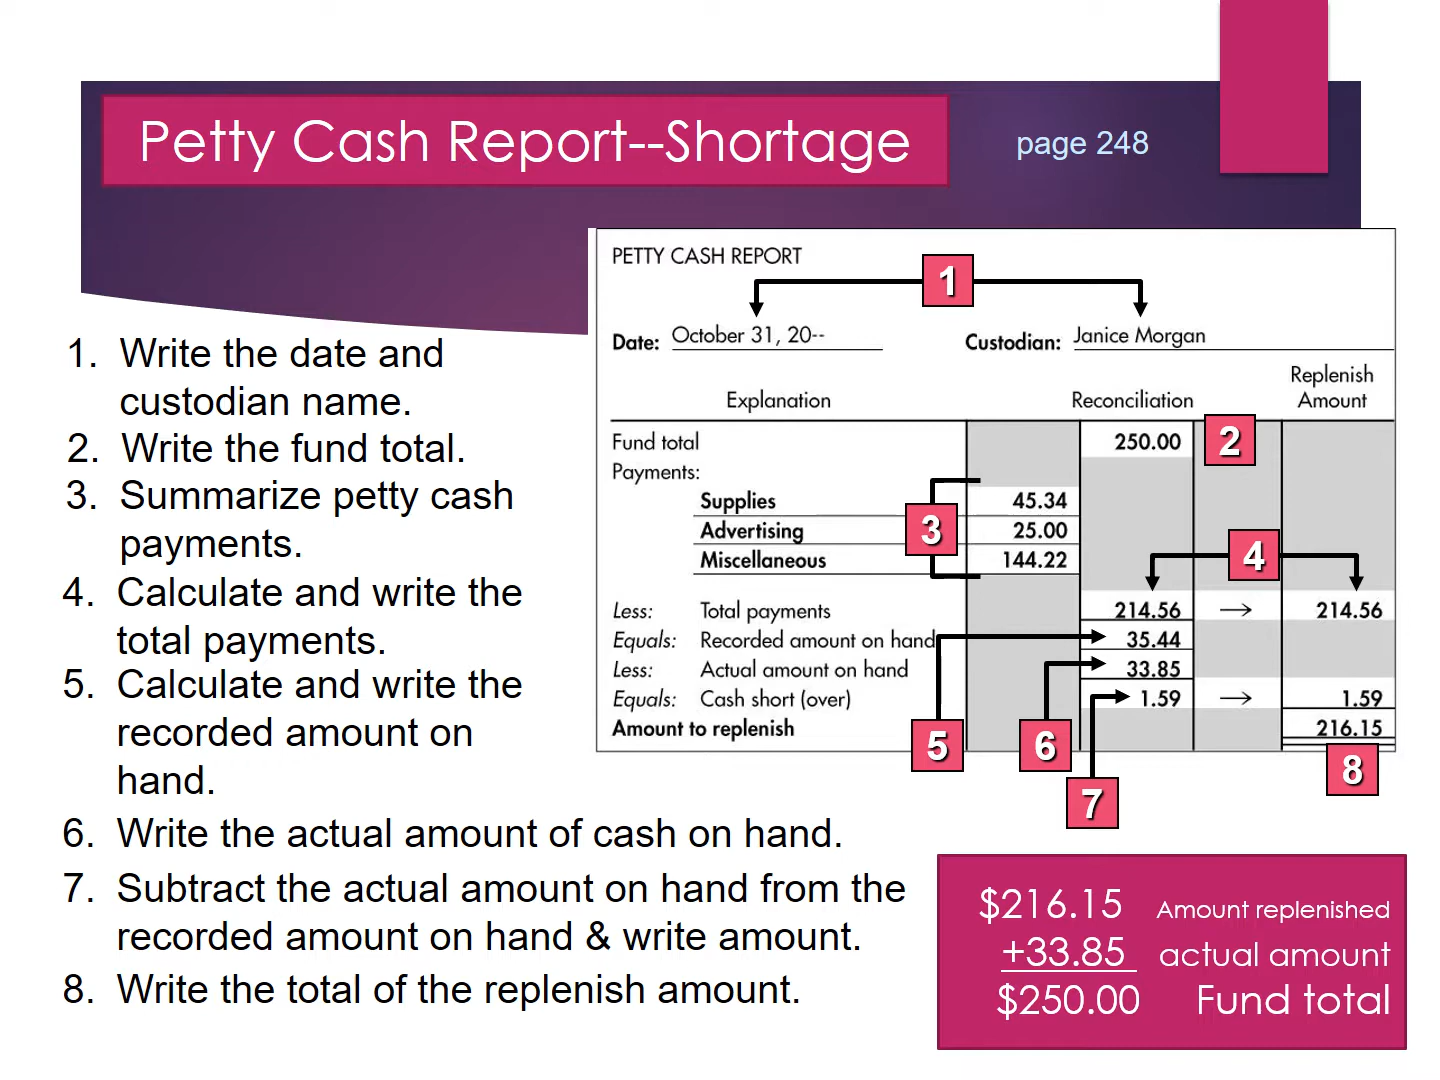 Petty Cash Report--Shortage
page 248
1. Write the date and
custodian name.
2. Write the fund total.
3. Summarize petty cash
payments.
4. Calculate and write the
total payments.
5. Calculate and write the
recorded amount on
hand.
6. Write the actual amount of cash on hand.
7. Subtract the actual amount on hand from the
recorded amount on hand & write amount.
8. Write the total of the replenish amount.
PETTY CASH REPORT
1
Date: October 31, 20-- Custodian: Janice Morgan
Explanation Reconciliation Replenish
Amount
Fund total 250.00 2
Payments:
Supplies 45.34
3 Advertising 25.00
Miscellaneous 144.22
4
Less: Total payments 214.56 → 214.56
Equals: Recorded amount on hand 35.44
Less: Actual amount on hand 33.85
Equals: Cash short (over) 1.59 → 1.59
Amount to replenish 216.15
5 6 7 8
$216.15 Amount replenished
+33.85 actual amount
$250.00 Fund total